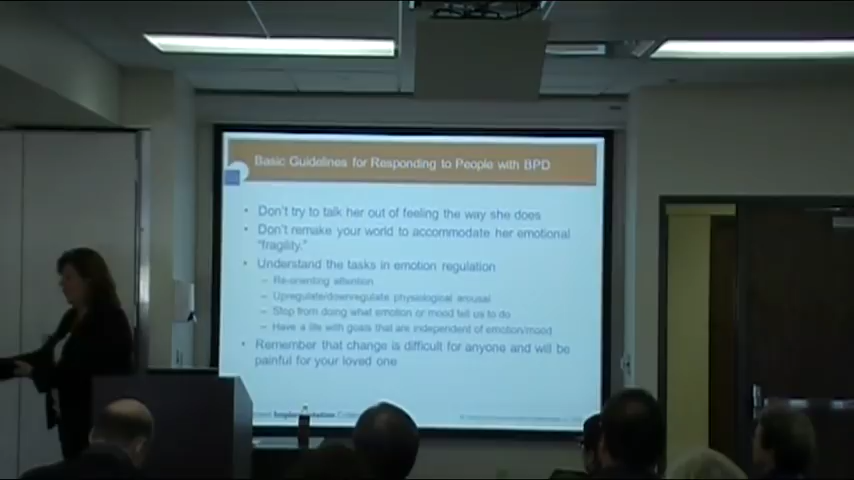 Basic Guidelines for Responding to People with BPD
• Don't try to talk her out of feeling the way she does
• Don't remake your world to accommodate her emotional
"fragility."
• Understand the tasks in emotion regulation
– Re-orienting attention
– Upregulate/downregulate physiological arousal
– Stop from doing what emotion or mood tell us to do
– Have a life with goals that are independent of emotion/mood
• Remember that change is difficult for anyone and will be
painful for your loved one
Implementation